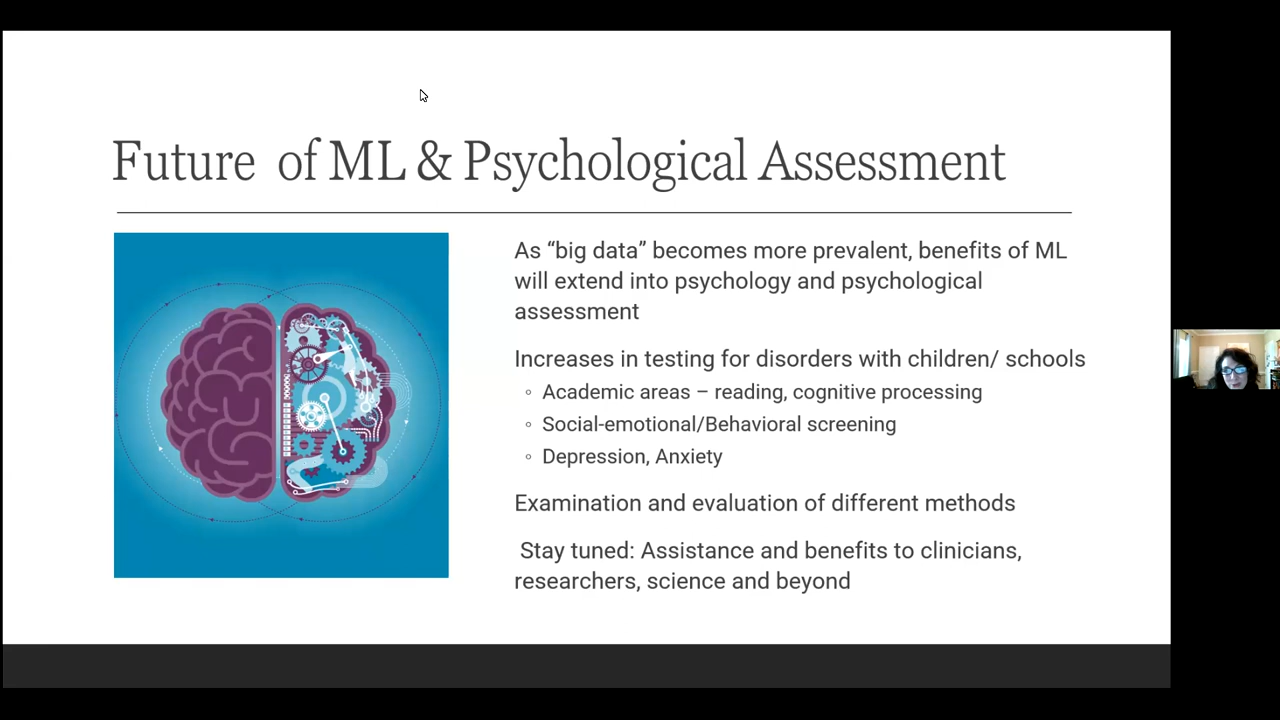 Future of ML & Psychological Assessment
As “big data” becomes more prevalent, benefits of ML
will extend into psychology and psychological
assessment
Increases in testing for disorders with children/ schools
◦ Academic areas – reading, cognitive processing
◦ Social-emotional/Behavioral screening
◦ Depression, Anxiety
Examination and evaluation of different methods
Stay tuned: Assistance and benefits to clinicians,
researchers, science and beyond